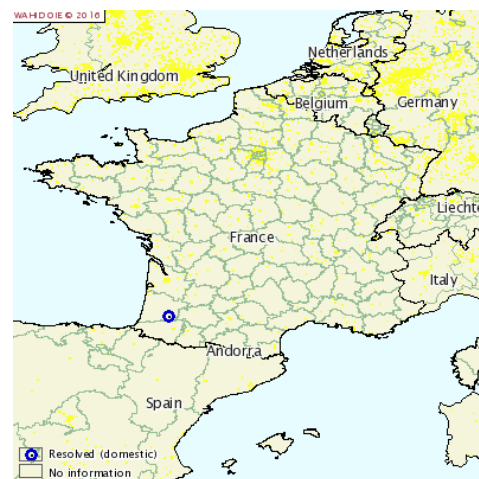 WAHID OIE © 2016
Netherlands
United Kingdom
Belgium
Germany
Liechte
France
Italy
Andorra
Spain
Resolved (domestic)
No information